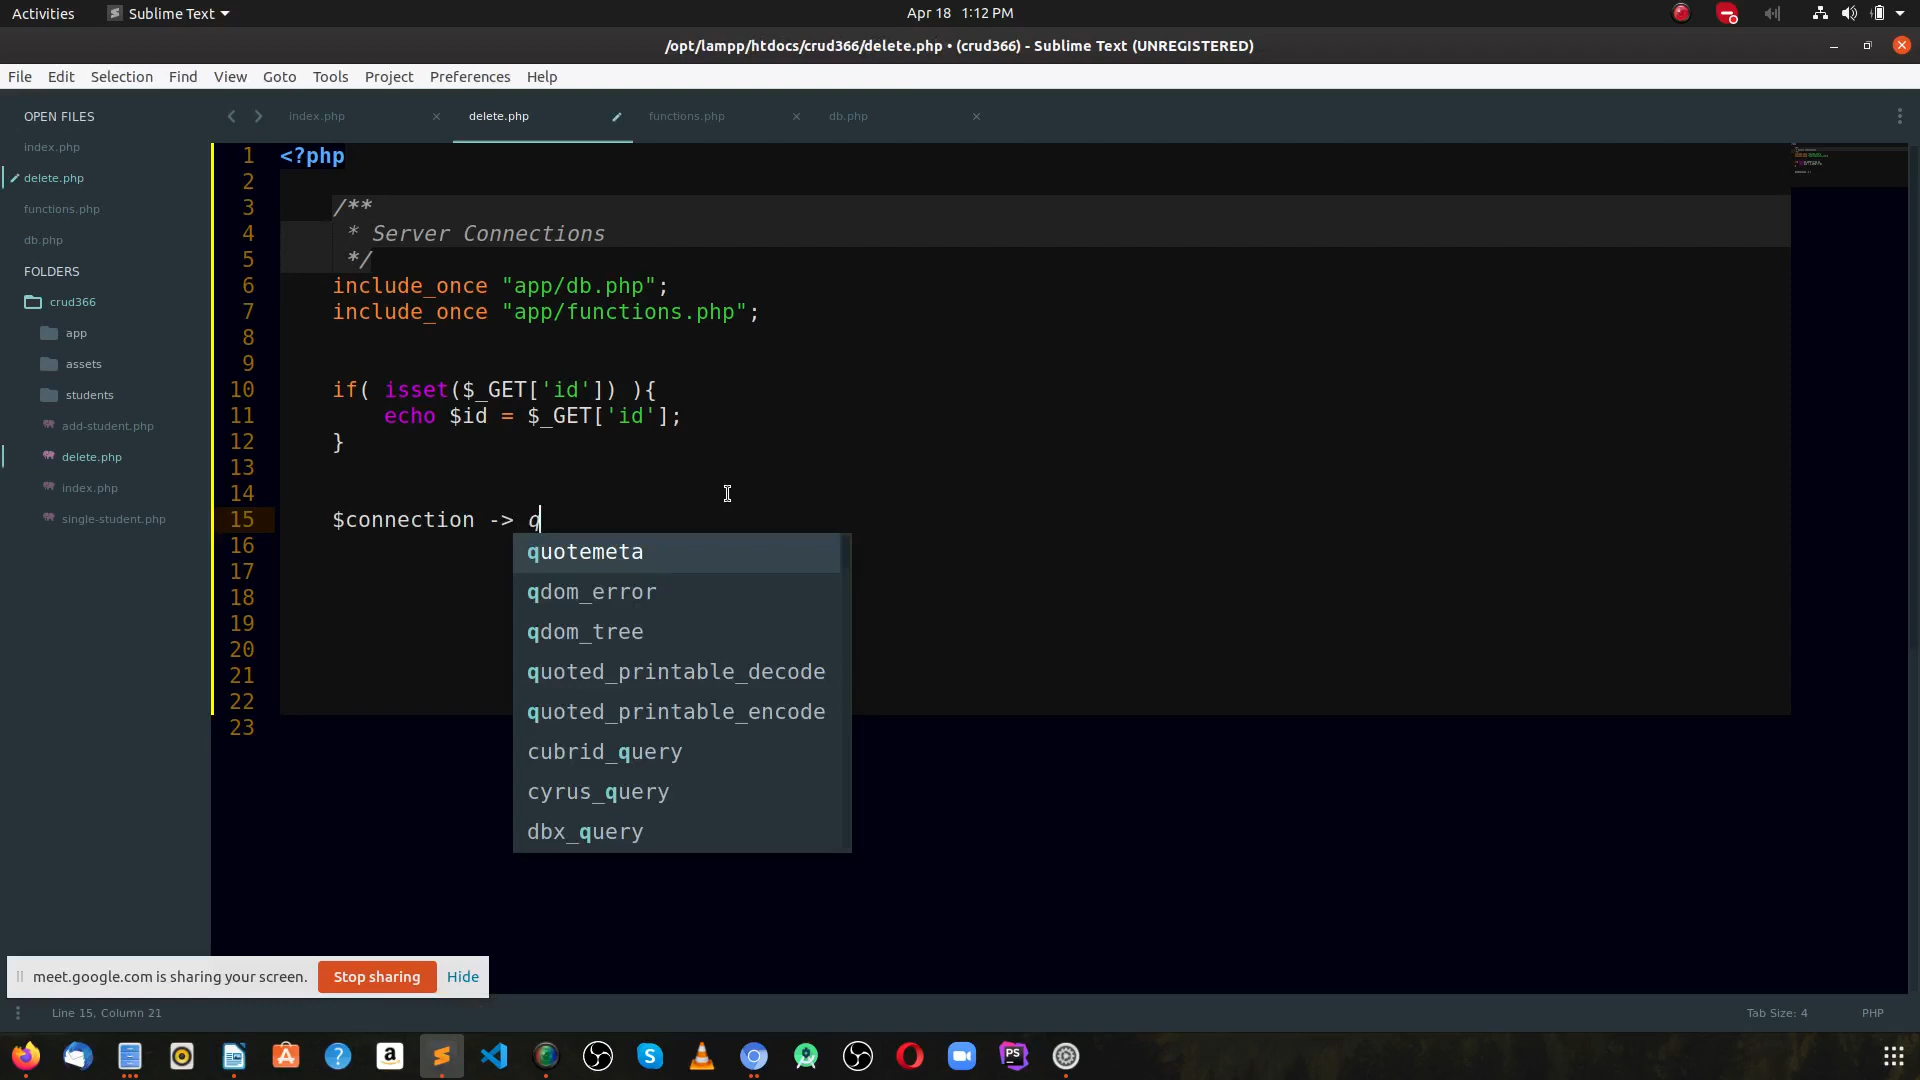 Activities Sublime Text Apr 18 1:12 PM
/opt/lampp/htdocs/crud366/delete.php • (crud366) - Sublime Text (UNREGISTERED)
File Edit Selection Find View Goto Tools Project Preferences Help
OPEN FILES
index.php
delete.php
functions.php
db.php
FOLDERS
crud366
app
assets
students
add-student.php
delete.php
index.php
single-student.php
index.php delete.php functions.php db.php
1 <?php
2
3 /**
4 * Server Connections
5 */
6 include_once "app/db.php";
7 include_once "app/functions.php";
8
9
10 if( isset($_GET['id']) ){
11 echo $id = $_GET['id'];
12 }
13
14
15 $connection -> q
16
17
18
19
20
21
22
23
quotemeta
qdom_error
qdom_tree
quoted_printable_decode
quoted_printable_encode
cubrid_query
cyrus_query
dbx_query
meet.google.com is sharing your screen. Stop sharing Hide
Line 15, Column 21 Tab Size: 4 PHP